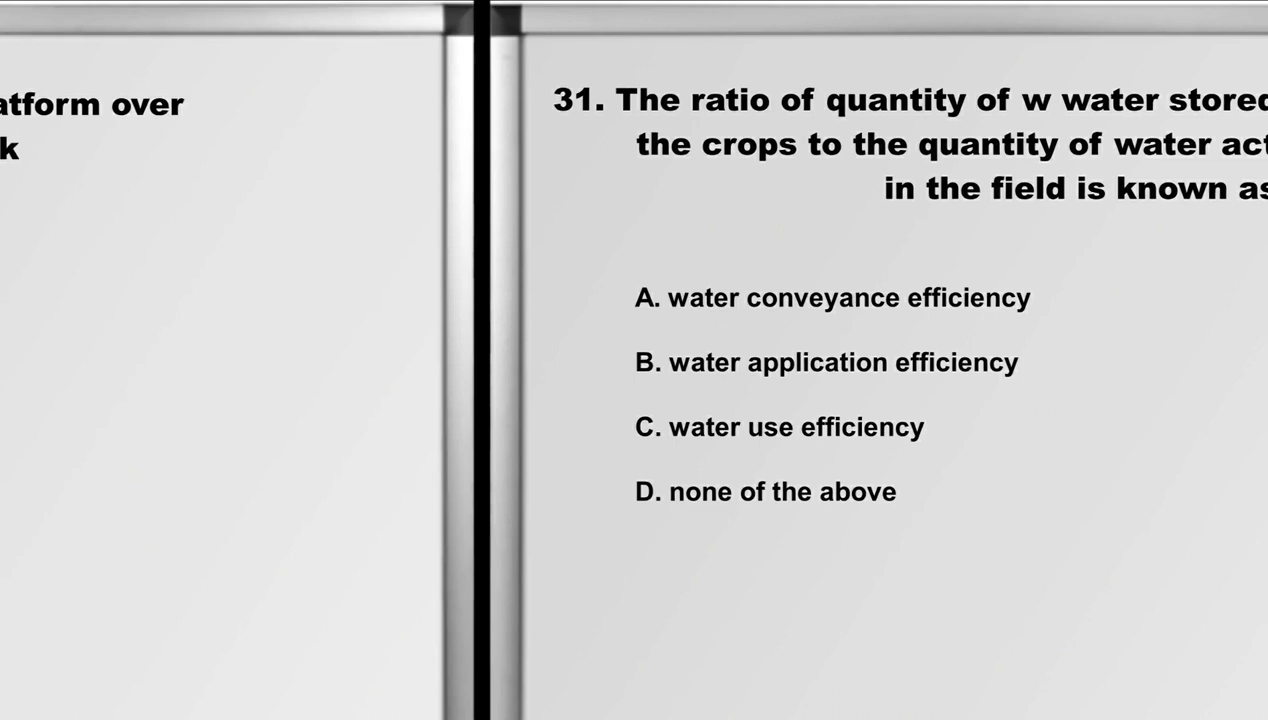 atform over
k
31. The ratio of quantity of w water stored
the crops to the quantity of water act
in the field is known as
A. water conveyance efficiency
B. water application efficiency
C. water use efficiency
D. none of the above